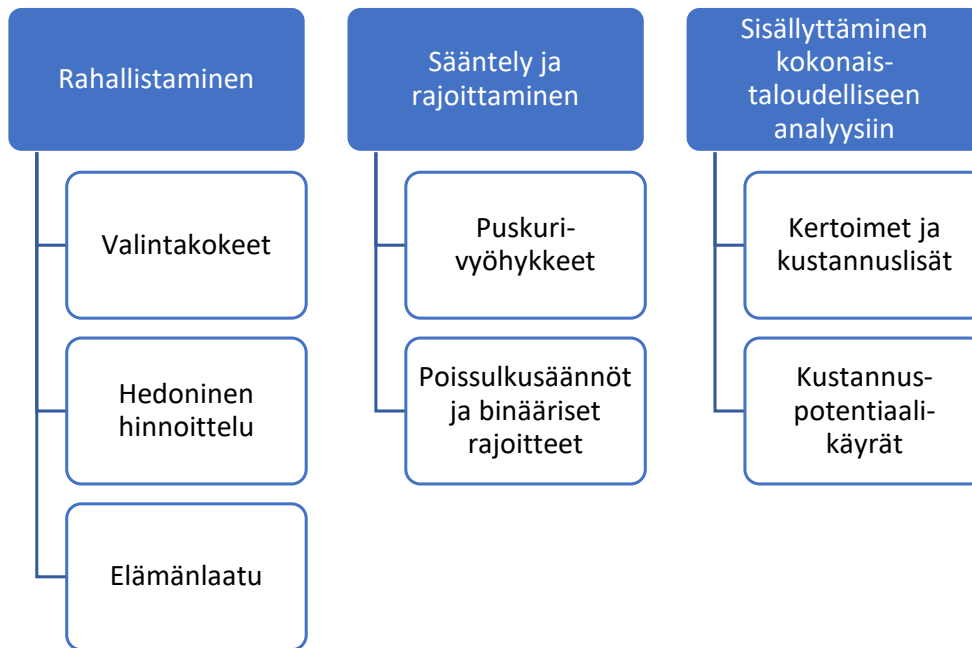 Rahallistaminen
Valintakokeet
Hedoninen
hinnoittelu
Elämänlaatu
Sääntely ja
rajoittaminen
Puskuri-
vyöhykkeet
Poissulkusäännöt
ja binääriset
rajoitteet
Sisällyttäminen
kokonais-
taloudelliseen
analyysiin
Kertoimet ja
kustannuslisät
Kustannus-
potentiaali-
käyrät